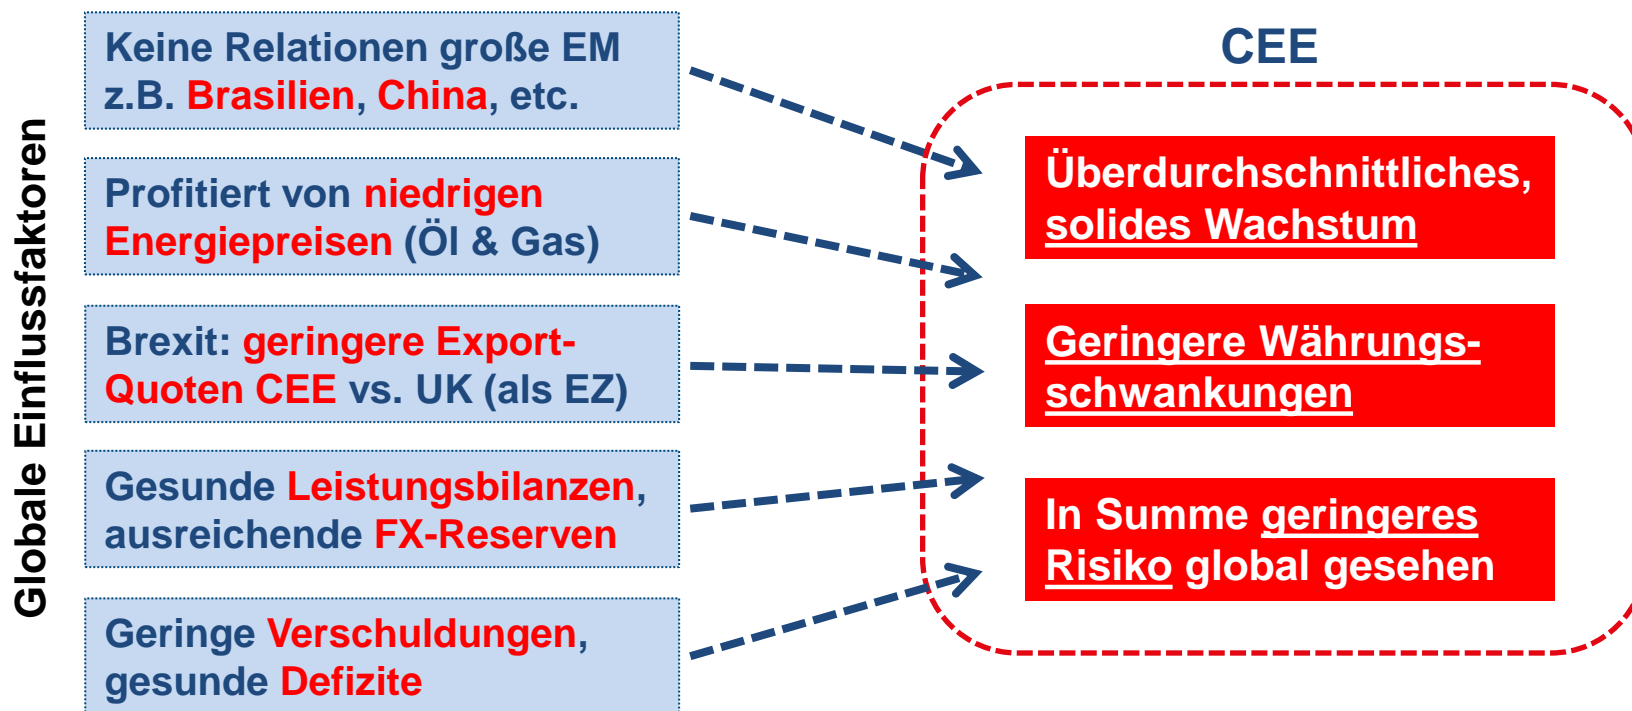 Globale Einflussfaktoren
Keine Relationen große EM
z.B. Brasilien, China, etc.
Profitiert von niedrigen
Energiepreisen (Öl & Gas)
Brexit: geringere Export-
Quoten CEE vs. UK (als EZ)
Gesunde Leistungsbilanzen,
ausreichende FX-Reserven
Geringe Verschuldungen,
gesunde Defizite
CEE
Überdurchschnittliches,
solides Wachstum
Geringere Währungs-
schwankungen
In Summe geringeres
Risiko global gesehen